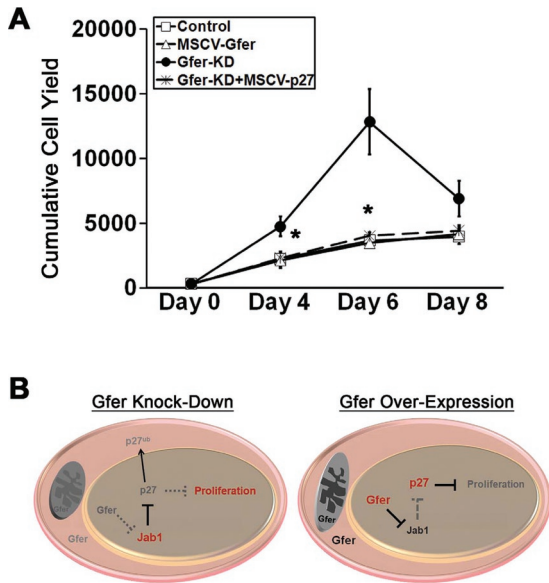 A
20000
15000
10000
5000
0
Cumulative Cell Yield
Control
MSCV-Gfer
Gfer-KD
Gfer-KD+MSCV-p27
*
*
Day 0 Day 4 Day 6 Day 8
B
Gfer Knock-Down
p27ub
p27
Proliferation
Gfer
Gfer
Gfer
Jab1
Gfer Over-Expression
p27
Proliferation
Gfer
Gfer
Jab1
Gfer